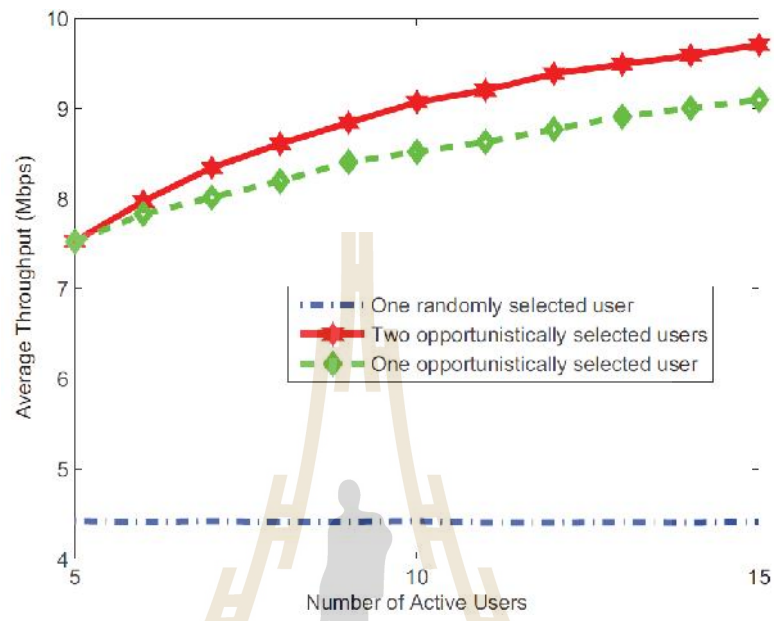 10
9
8
7
6
5
4
Average Throughput (Mbps)
One randomly selected user
Two opportunistically selected users
One opportunistically selected user
5 10 15
Number of Active Users